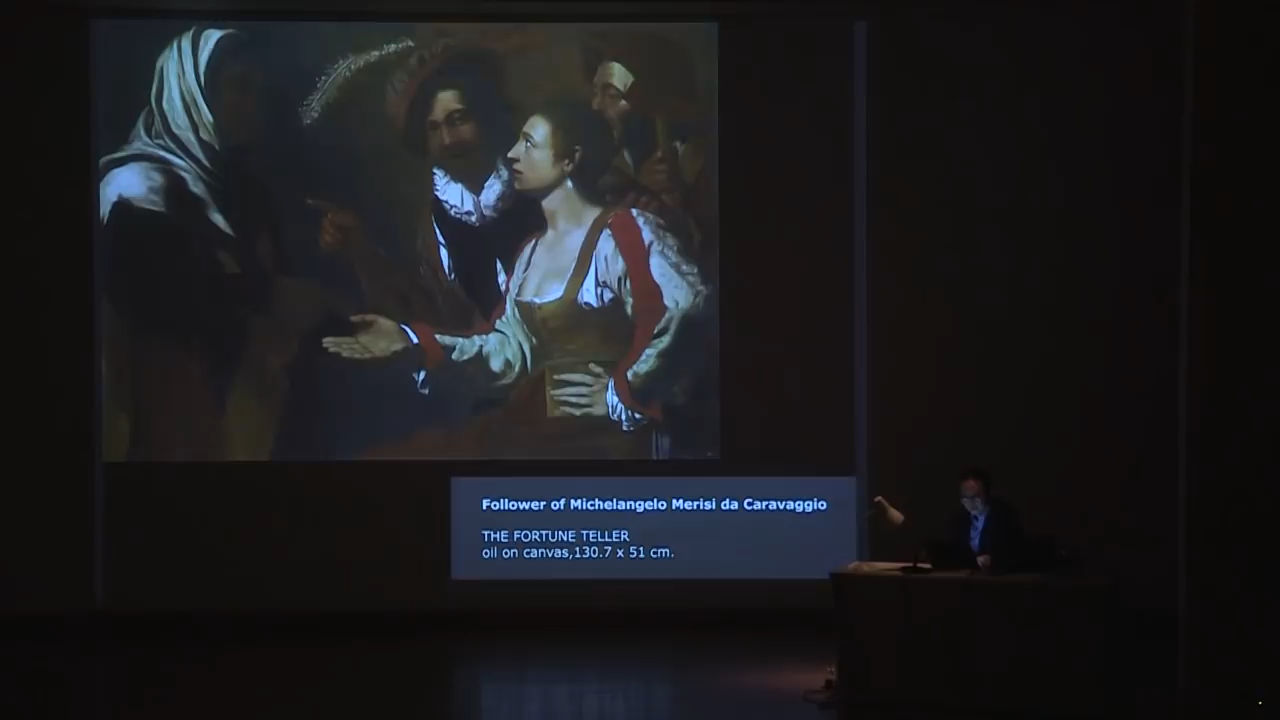 Follower of Michelangelo Merisi da Caravaggio
THE FORTUNE TELLER
oil on canvas,130.7 x 51 cm.